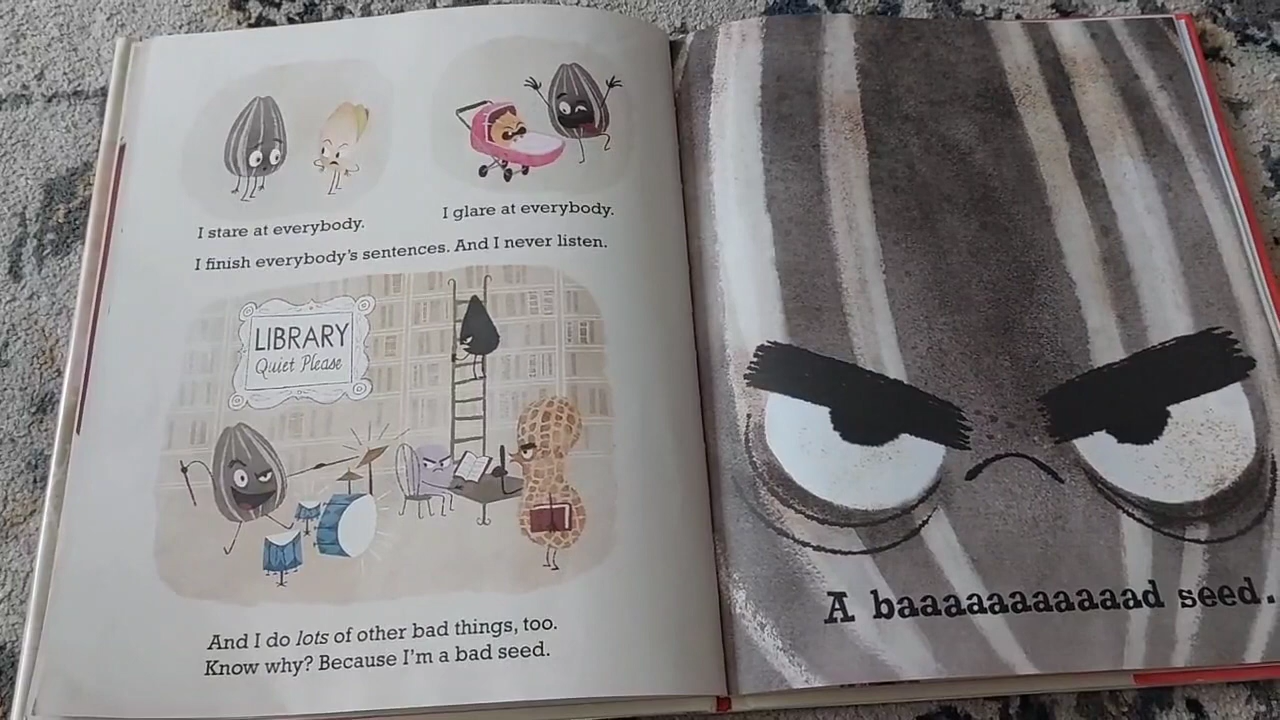 I stare at everybody.
I glare at everybody.
I finish everybody's sentences. And I never listen.
LIBRARY
Quiet Please
And I do lots of other bad things, too.
Know why? Because I'm a bad seed.
A baaaaaaaaaaaad seed.